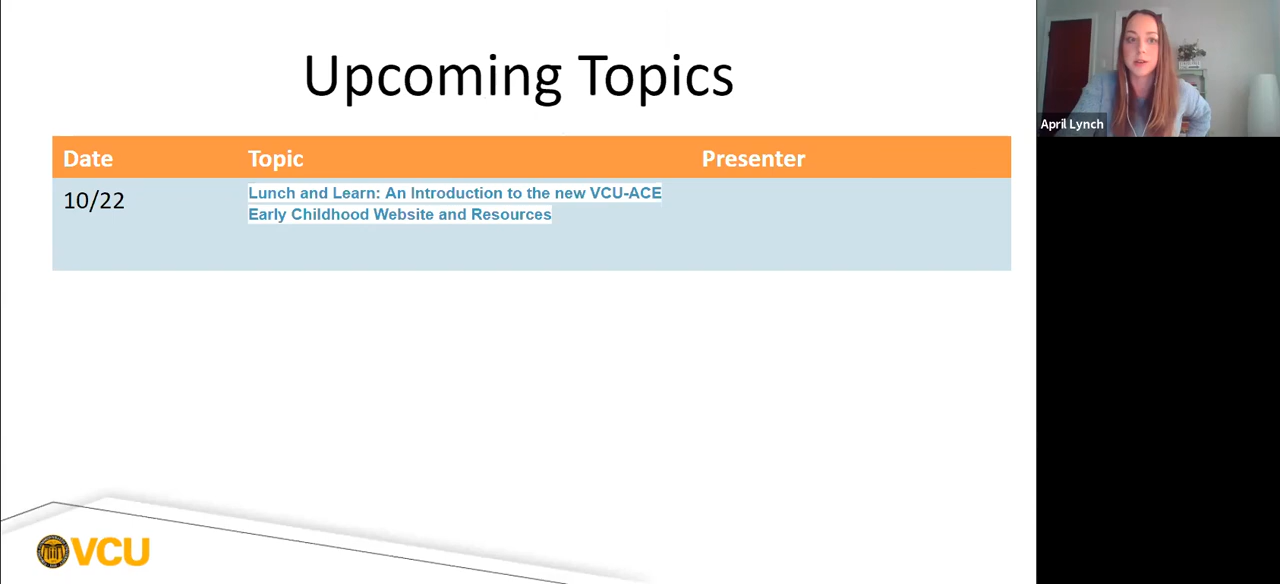 Upcoming Topics
Date Topic Presenter
10/22 Lunch and Learn: An Introduction to the new VCU-ACE
Early Childhood Website and Resources
VCU
April Lynch